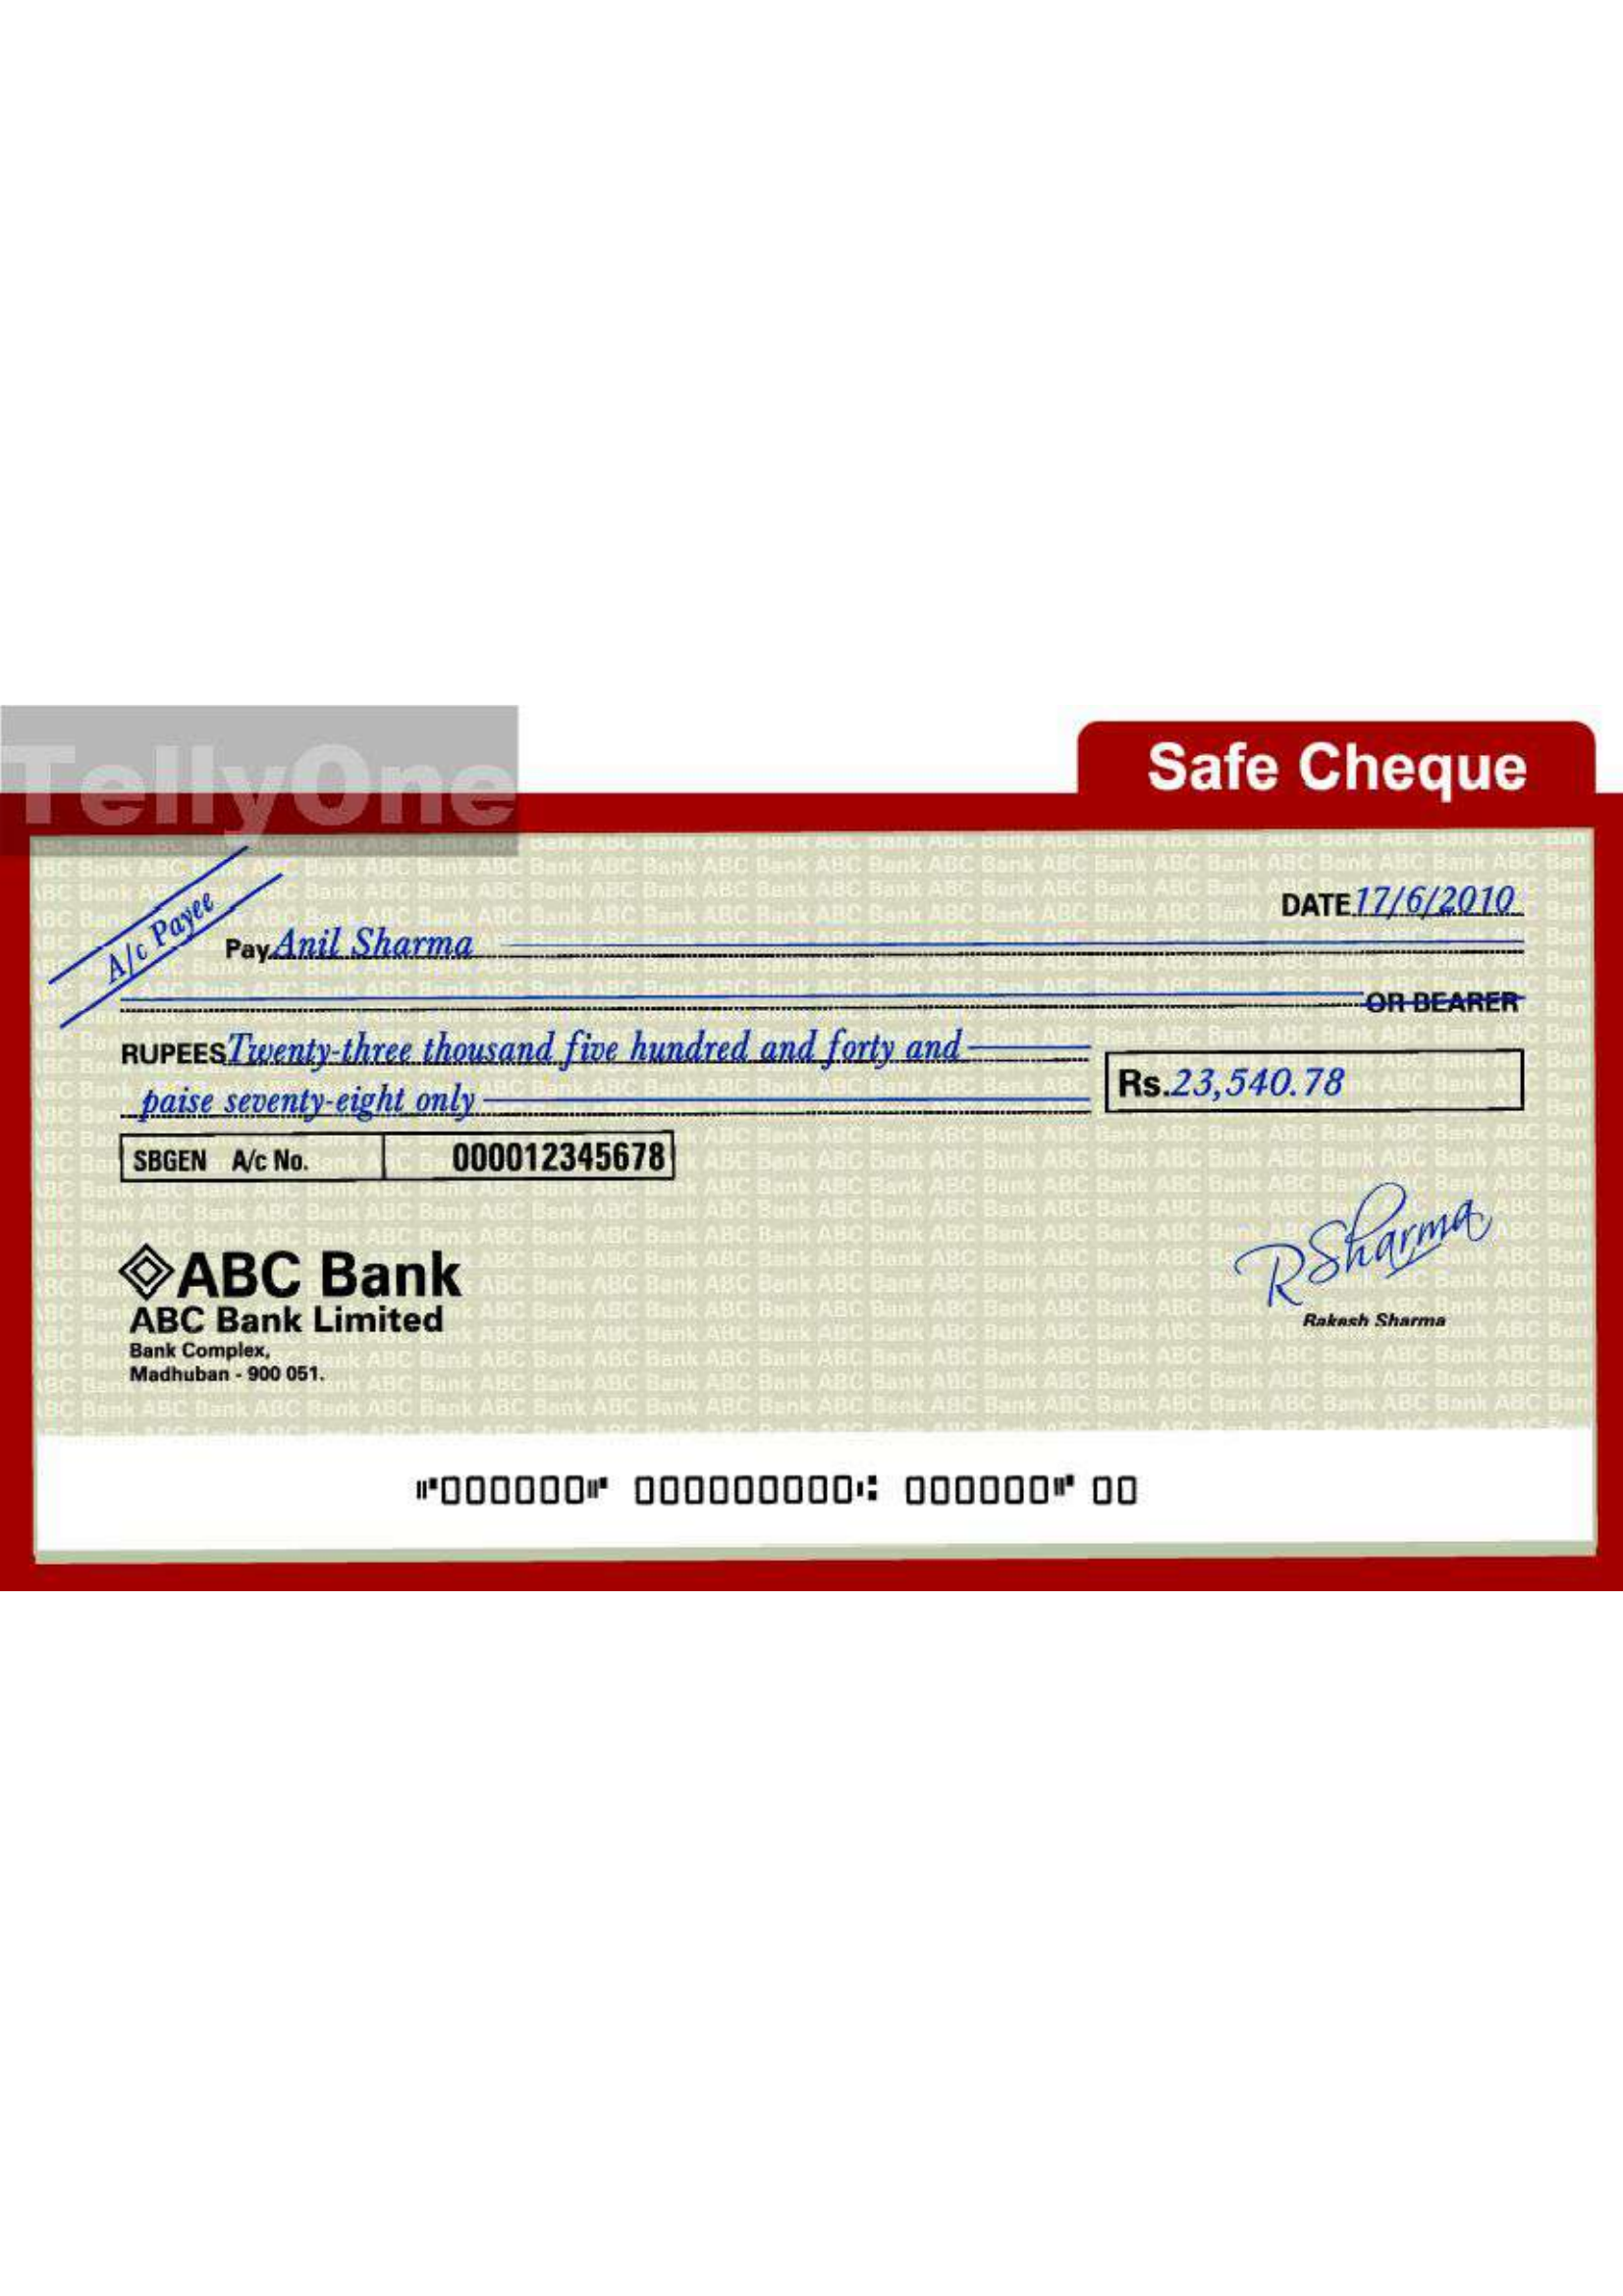 TellyOne
Safe Cheque
A/c Payee
DATE 17/6/2010
Pay Anil Sharma
OR BEARER
RUPEES Twenty-three thousand five hundred and forty and
paise seventy-eight only
Rs. 23,540.78
SBGEN A/c No. 000012345678
ABC Bank
ABC Bank Limited
Bank Complex,
Madhuban - 900 051.
RSharma
Rakash Sharma
⑈000000⑈ 000000000⑆ 000000⑈ 00